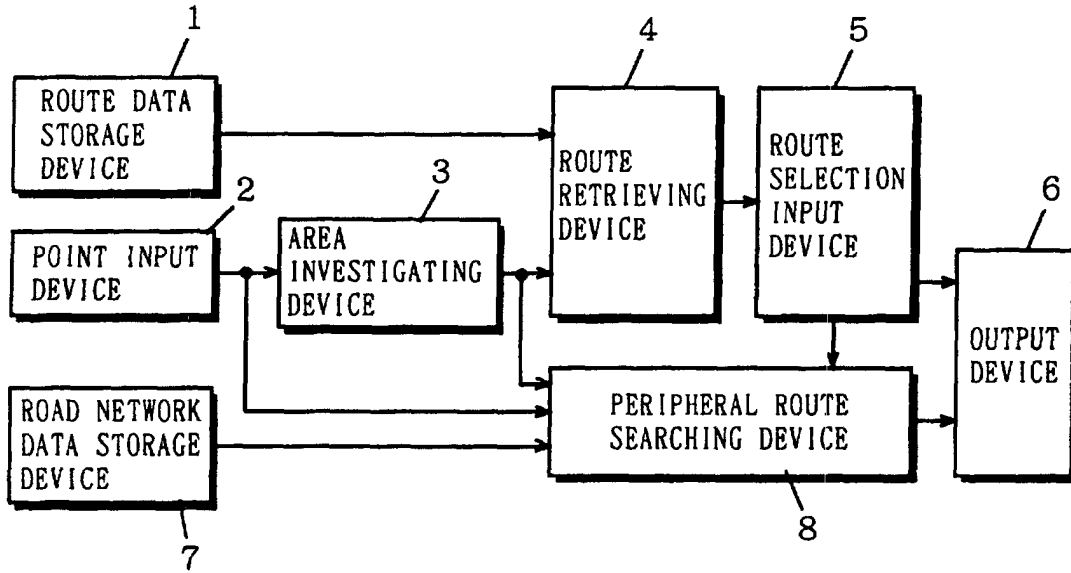 1
ROUTE DATA
STORAGE
DEVICE
2
POINT INPUT
DEVICE
3
AREA
INVESTIGATING
DEVICE
4
ROUTE
RETRIEVING
DEVICE
5
ROUTE
SELECTION
INPUT
DEVICE
6
OUTPUT
DEVICE
ROAD NETWORK
DATA STORAGE
DEVICE
7
PERIPHERAL ROUTE
SEARCHING DEVICE
8